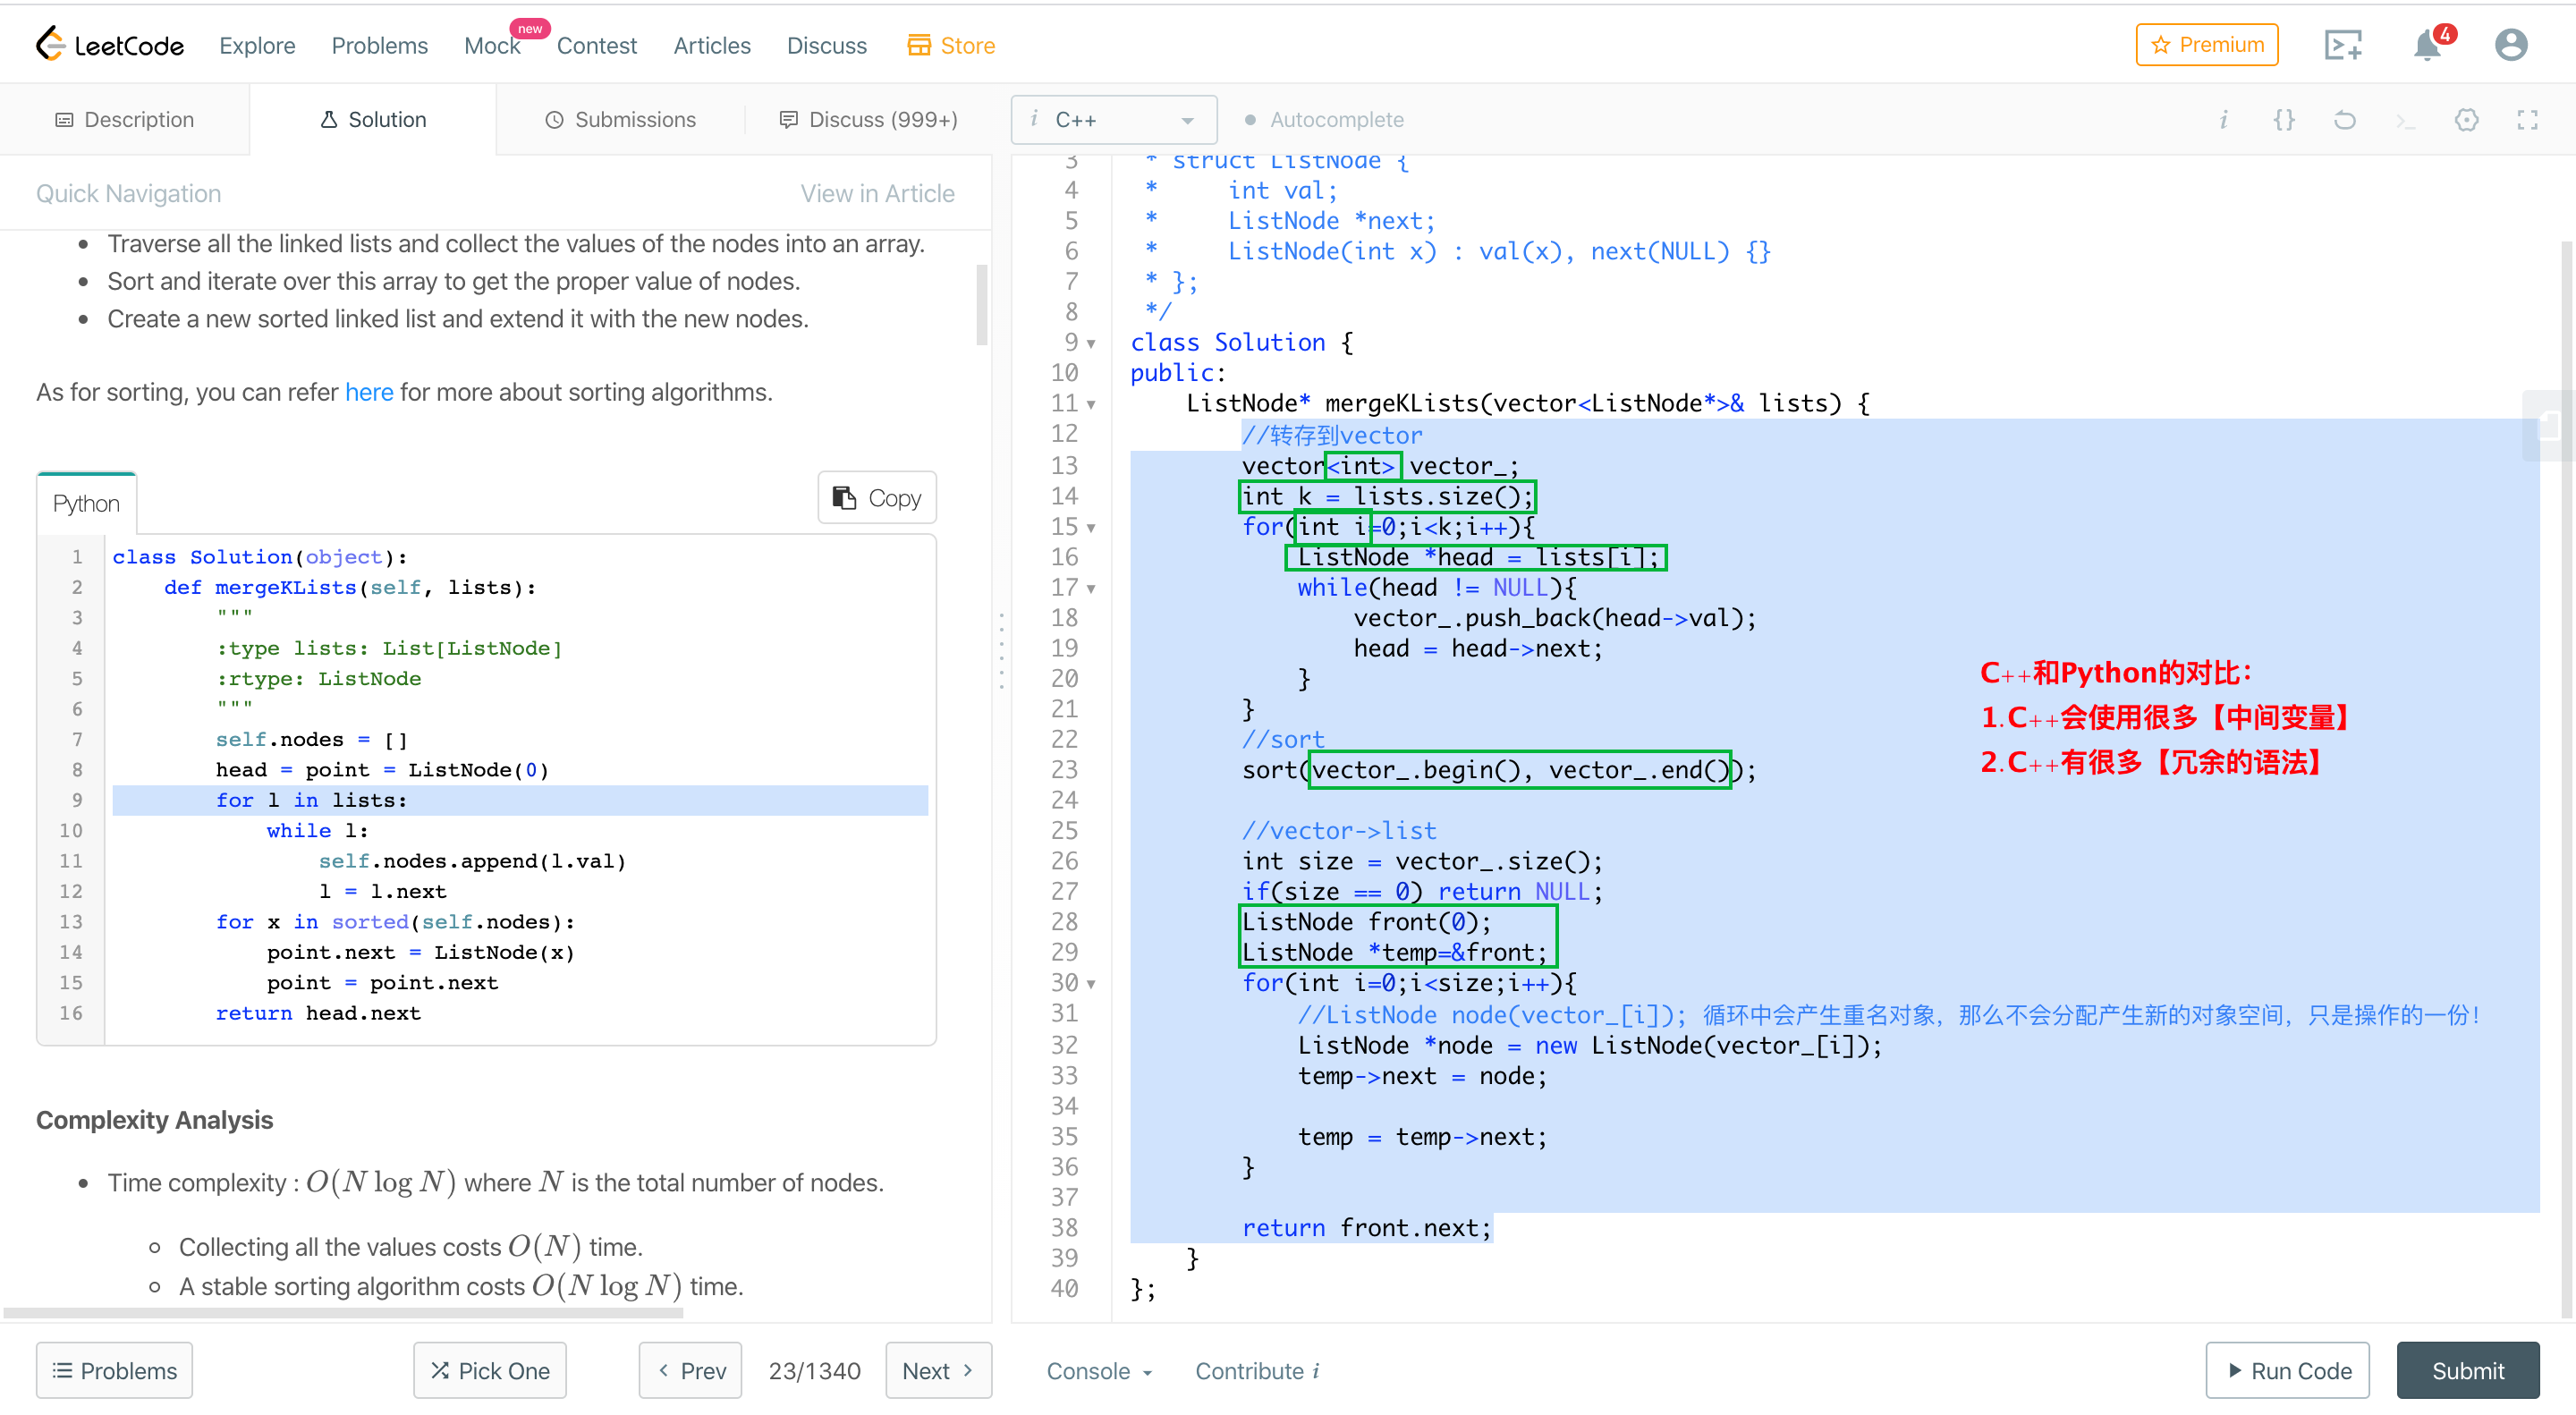 LeetCode
Explore
Problems
Mock
new
Contest
Articles
Discuss
Store
Premium
4
Description
Solution
Submissions
Discuss (999+)
i C++
Autocomplete
i {} >_
Quick Navigation
View in Article
Traverse all the linked lists and collect the values of the nodes into an array.
Sort and iterate over this array to get the proper value of nodes.
Create a new sorted linked list and extend it with the new nodes.
As for sorting, you can refer here for more about sorting algorithms.
Python
Copy
1 class Solution(object):
2     def mergeKLists(self, lists):
3         """
4         :type lists: List[ListNode]
5         :rtype: ListNode
6         """
7         self.nodes = []
8         head = point = ListNode(0)
9         for l in lists:
10             while l:
11                 self.nodes.append(l.val)
12                 l = l.next
13         for x in sorted(self.nodes):
14             point.next = ListNode(x)
15             point = point.next
16         return head.next
Complexity Analysis
Time complexity : O(N log N) where N is the total number of nodes.
Collecting all the values costs O(N) time.
A stable sorting algorithm costs O(N log N) time.
3  * struct ListNode {
4  *     int val;
5  *     ListNode *next;
6  *     ListNode(int x) : val(x), next(NULL) {}
7  * };
8  */
9 class Solution {
10 public:
11     ListNode* mergeKLists(vector<ListNode*>& lists) {
12         //转存到vector
13         vector<int> vector_;
14         int k = lists.size();
15         for(int i=0;i<k;i++){
16             ListNode *head = lists[i];
17             while(head != NULL){
18                 vector_.push_back(head->val);
19                 head = head->next;
20             }
21         }
22         //sort
23         sort(vector_.begin(), vector_.end());
24
25         //vector->list
26         int size = vector_.size();
27         if(size == 0) return NULL;
28         ListNode front(0);
29         ListNode *temp=&front;
30         for(int i=0;i<size;i++){
31             //ListNode node(vector_[i]); 循环中会产生重名对象，那么不会分配产生新的对象空间，只是操作的一份！
32             ListNode *node = new ListNode(vector_[i]);
33             temp->next = node;
34
35             temp = temp->next;
36         }
37
38         return front.next;
39     }
40 };
C++和Python的对比：
1.C++会使用很多【中间变量】
2.C++有很多【冗余的语法】
Problems
Pick One
Prev
23/1340
Next
Console
Contribute i
Run Code
Submit